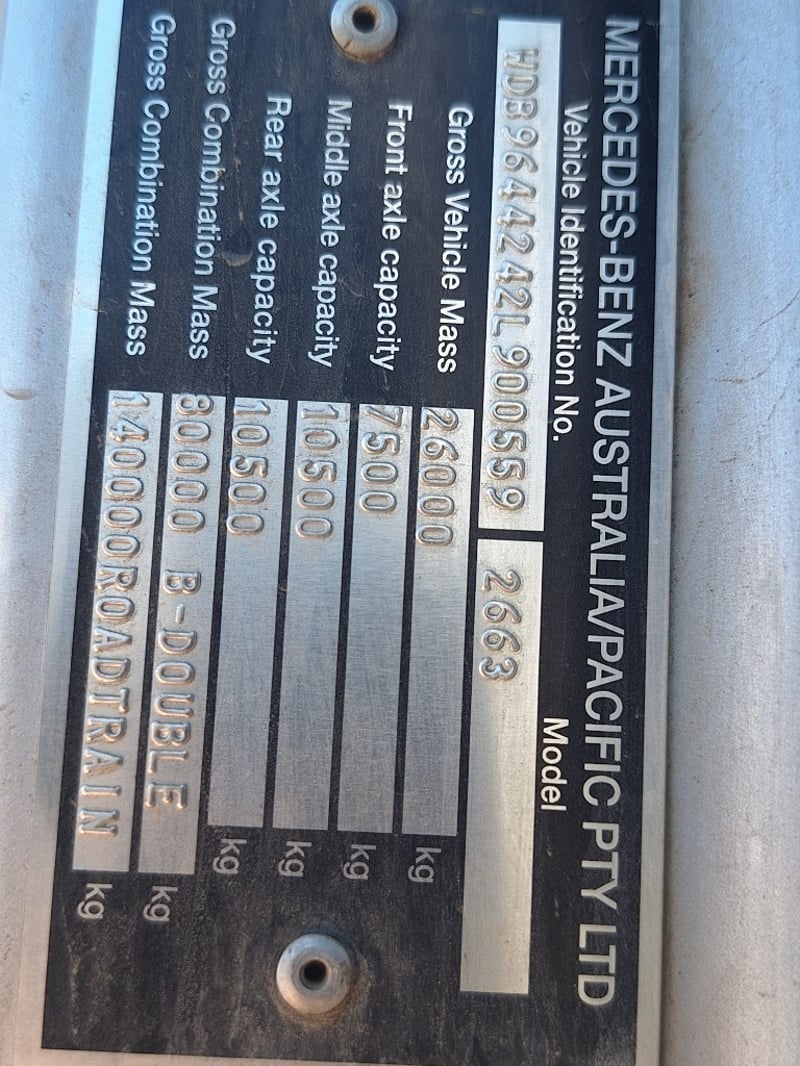 MERCEDES-BENZ AUSTRALIA/PACIFIC PTY LTD
Vehicle Identification No. Model
WDB9644242L900559 2663
Gross Vehicle Mass 26000 kg
Front axle capacity 7500 kg
Middle axle capacity 10500 kg
Rear axle capacity 10500 kg
Gross Combination Mass 80000 B-DOUBLE kg
Gross Combination Mass 140000ROADTRAIN kg